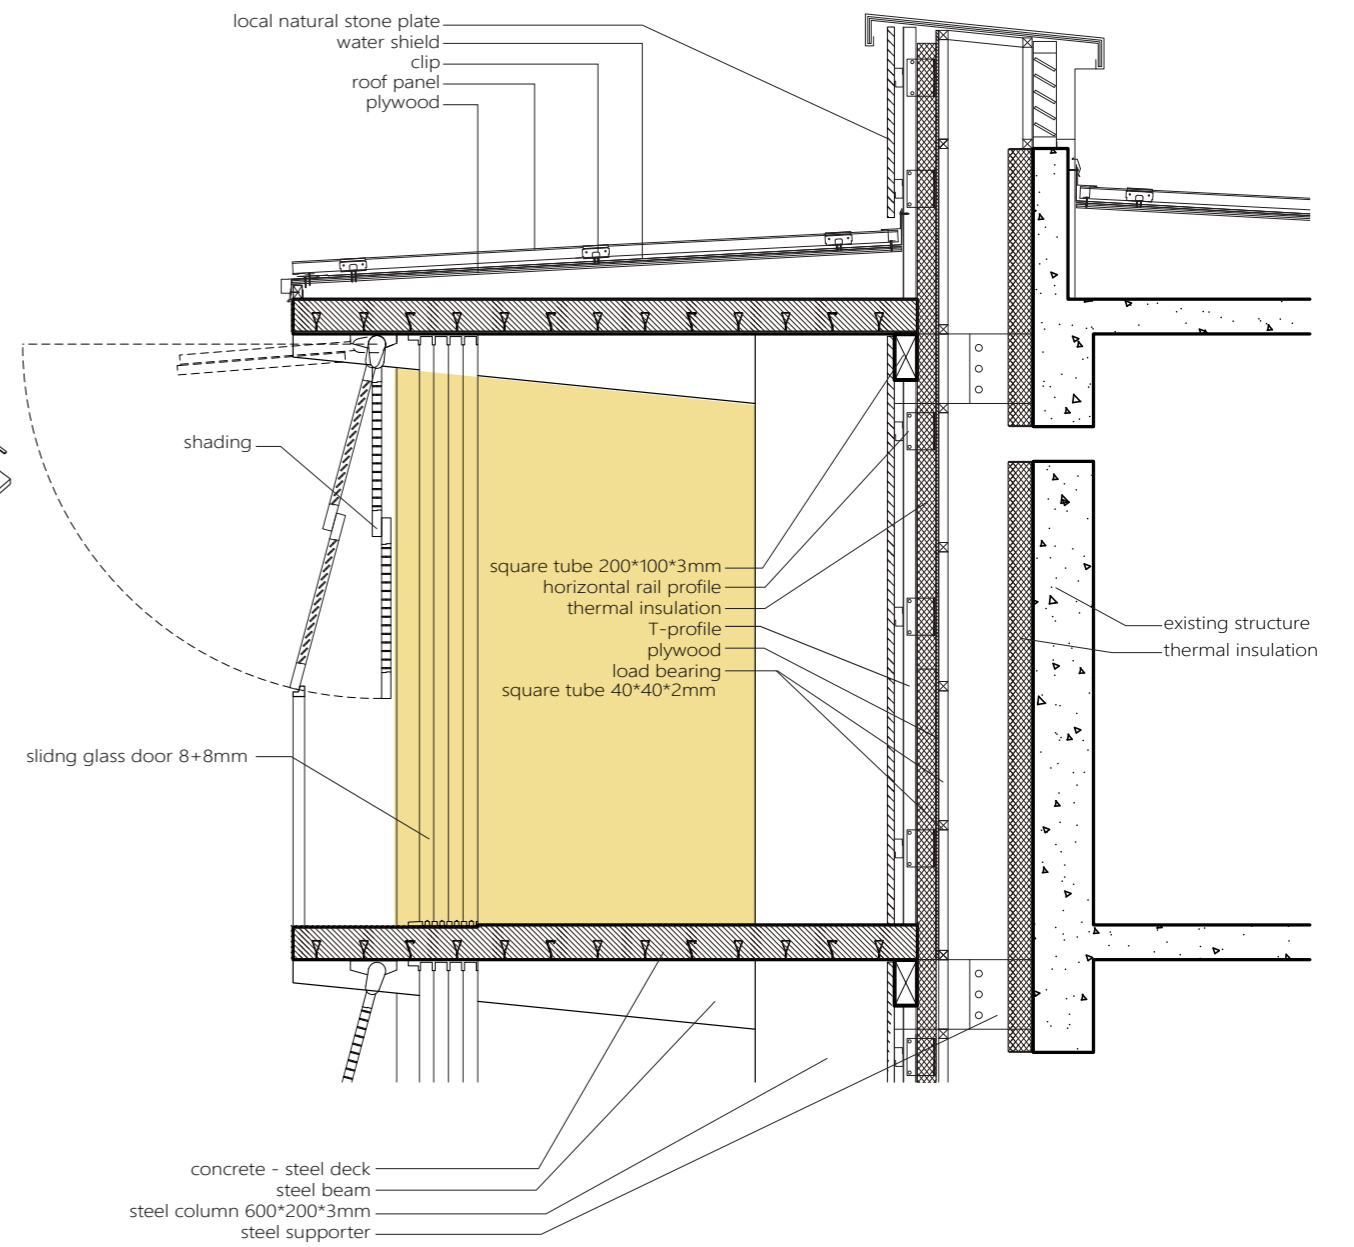 local natural stone plate
water shield
clip
roof panel
plywood
shading
square tube 200*100*3mm
horizontal rail profile
thermal insulation
T-profile
plywood
load bearing
square tube 40*40*2mm
existing structure
thermal insulation
slidng glass door 8+8mm
concrete - steel deck
steel beam
steel column 600*200*3mm
steel supporter